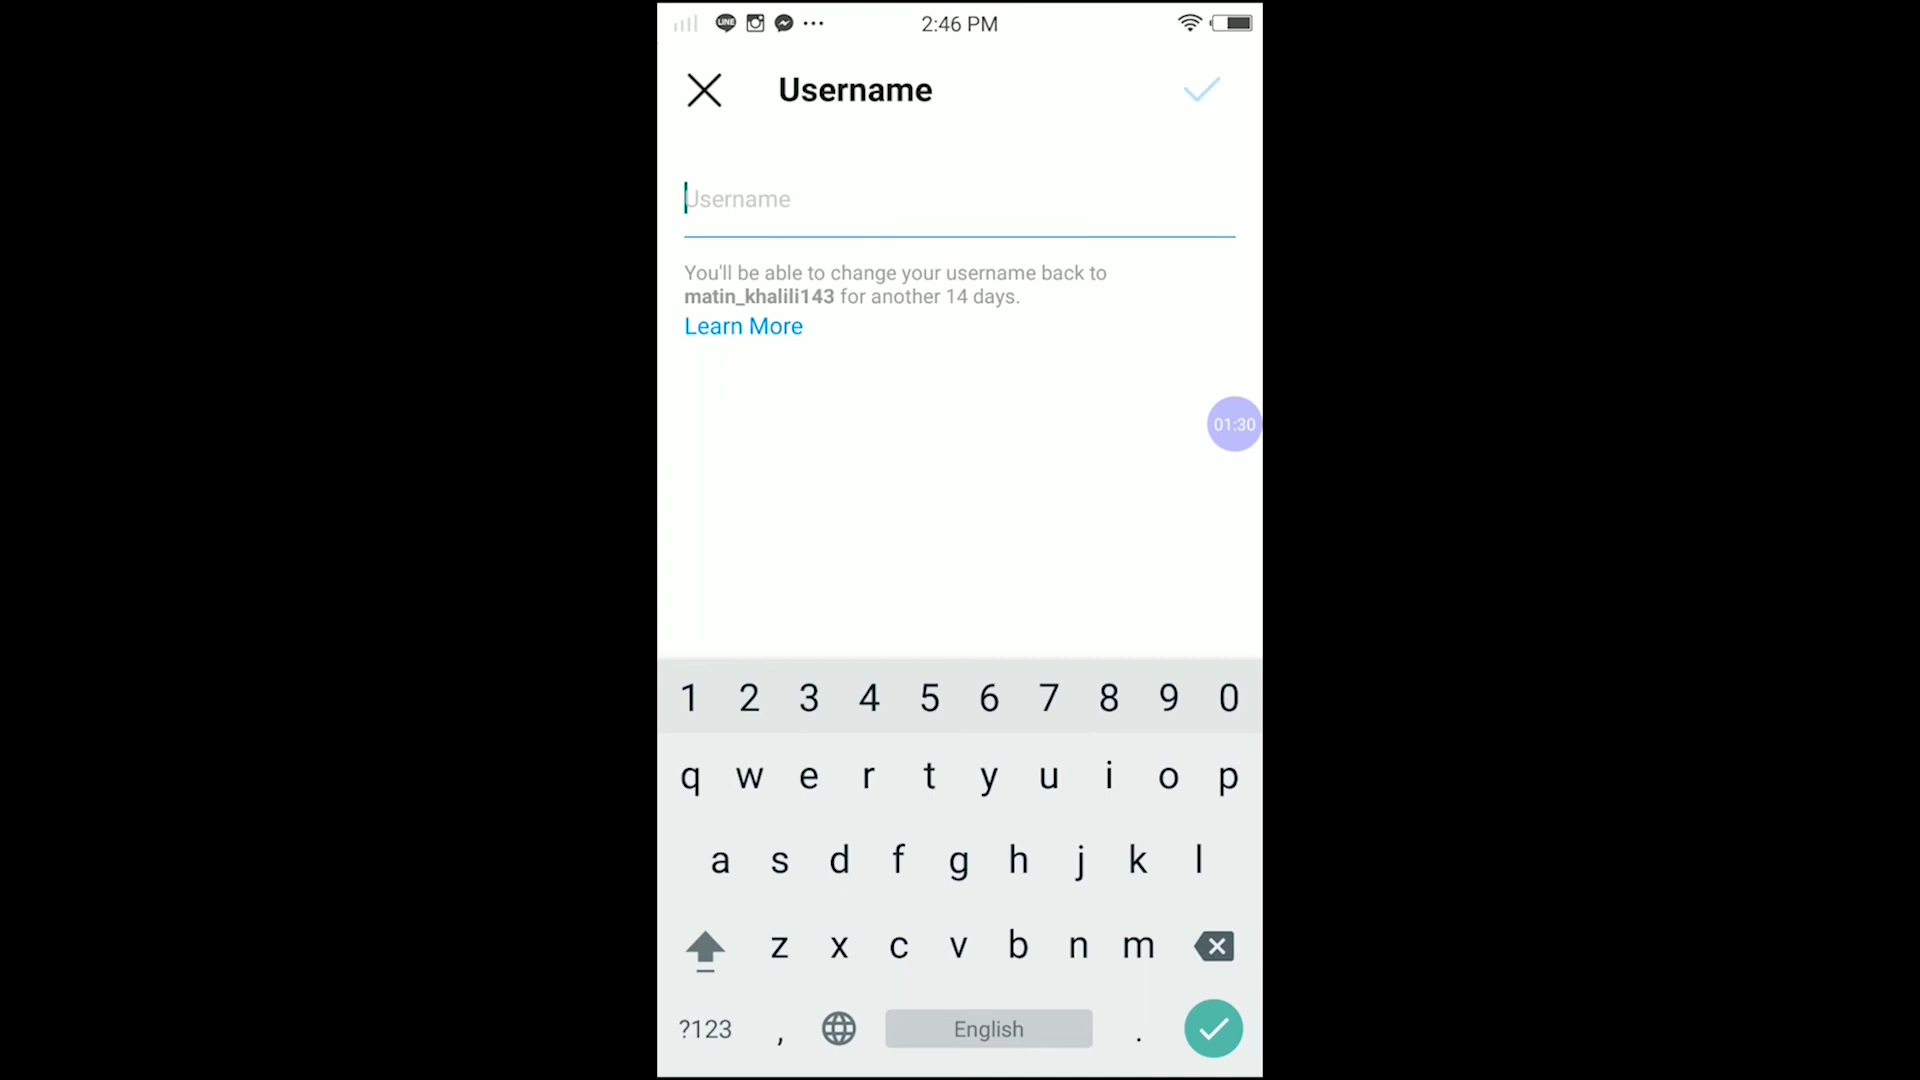 LINE 2:46 PM
Username
Username
You'll be able to change your username back to
matin_khalili143 for another 14 days.
Learn More
01:30
1 2 3 4 5 6 7 8 9 0
q w e r t y u i o p
a s d f g h j k l
z x c v b n m
?123 , English .